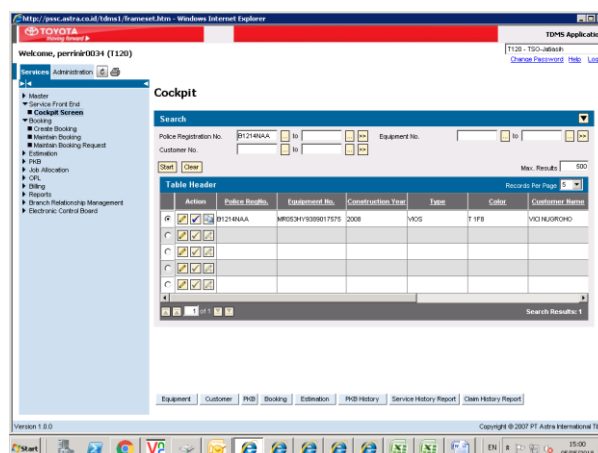 http://pssc.astra.co.id/tdms1/frameset.htm - Windows Internet Explorer
TOYOTA
moving forward
TDMS Applicatio
Welcome, perrinir0034 (T120)
T120 - TSO-Jatiasih
Change Password Help Log
Services Administration
Master
Service Front End
Cockpit Screen
Booking
Create Booking
Maintain Booking
Maintain Booking Request
Estimation
PKB
Job Allocation
OPL
Billing
Reports
Branch Relationship Management
Electronic Control Board
Cockpit
Search
Police Registration No. B1214NAA ... to ... >> Equipment No. ... to ... >>
Customer No. ... to ... >>
Start Clear Max. Results 500
Table Header Records Per Page 5
Action Police RegNo. Equipment No. Construction Year Type Color Customer Name
B1214NAA MR053HY9389017575 2008 VIOS T 1F8 VICI NUGROHO
1 of 1 Search Results: 1
Equipment Customer PKB Booking Estimation PKB History Service History Report Claim History Report
Version 1.0.0 Copyright © 2007 PT Astra International Tb
Start EN 15:00